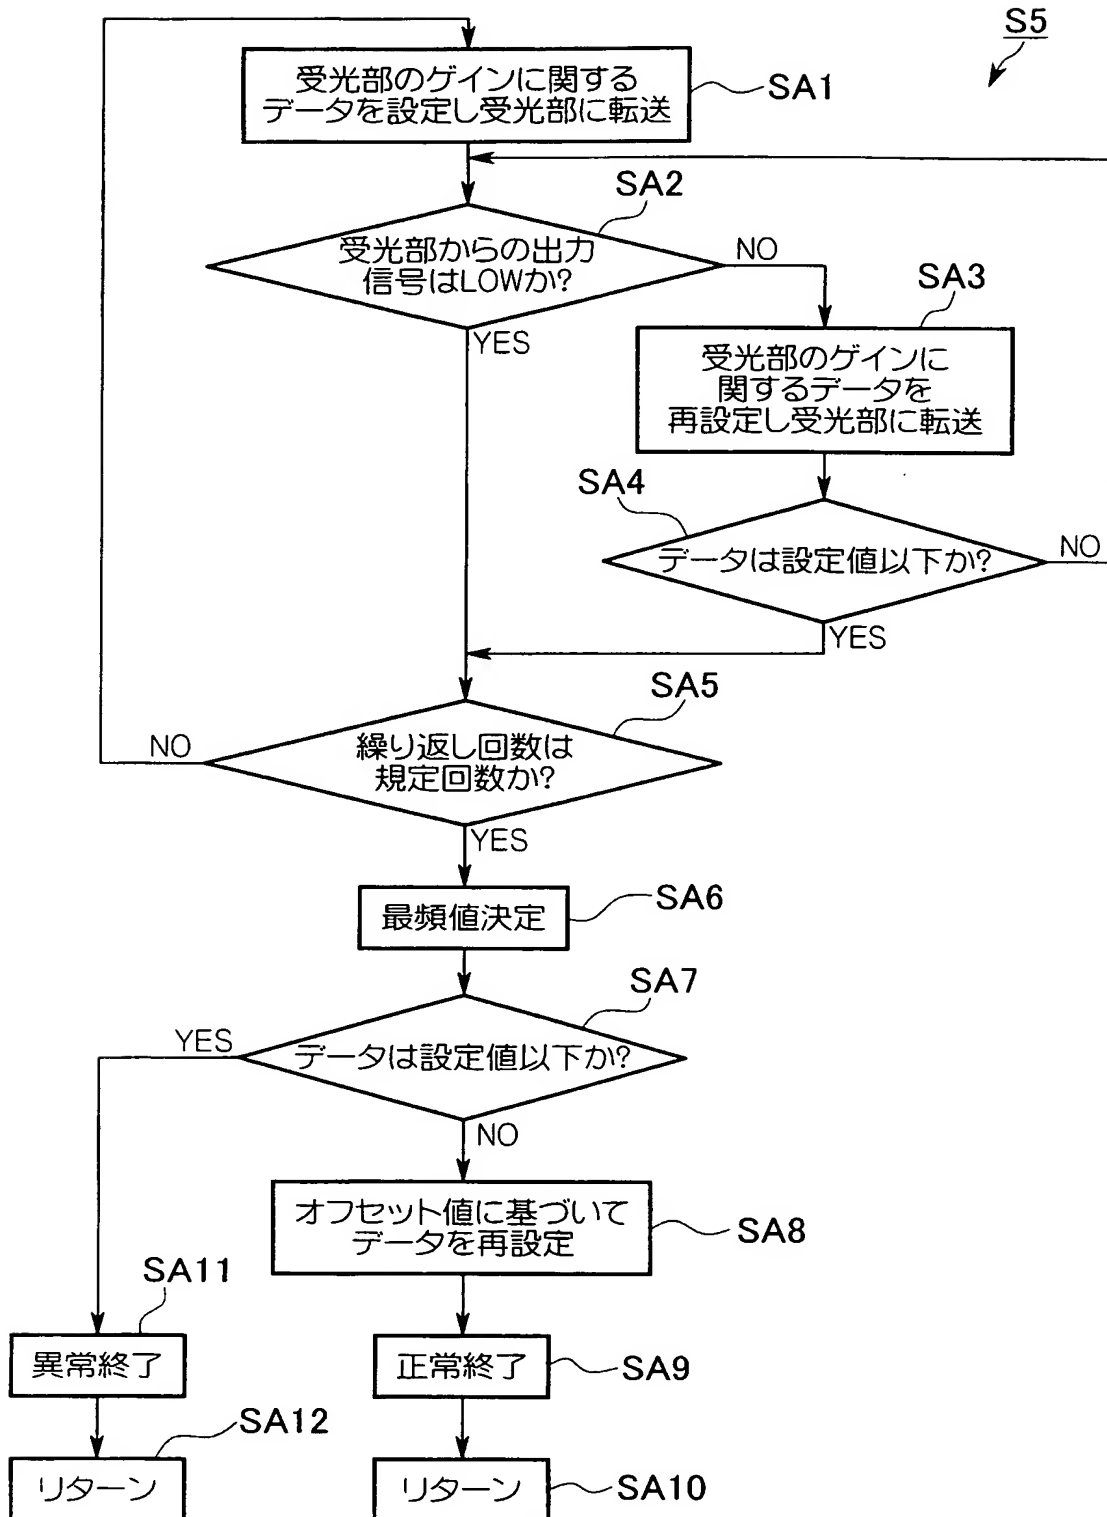 S5
受光部のゲインに関する
データを設定し受光部に転送
SA1
SA2
受光部からの出力
信号はLOWか?
NO
YES
SA3
受光部のゲインに
関するデータを
再設定し受光部に転送
SA4
データは設定値以下か?
NO
YES
SA5
NO
繰り返し回数は
規定回数か?
YES
最頻値決定
SA6
SA7
YES
データは設定値以下か?
NO
オフセット値に基づいて
データを再設定
SA8
SA11
異常終了
正常終了
SA9
SA12
リターン
リターン
SA10